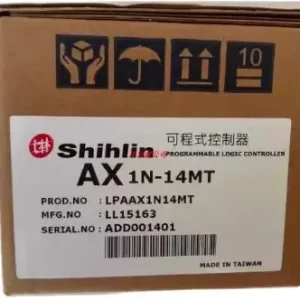 10
Shihlin
可程式控制器
PROGRAMMABLE LOGIC CONTROLLER
AX 1N-14MT
PROD.NO : LPAAX1N14MT
MFG.NO : LL15163
SERIAL.NO : ADD001401
MADE IN TAIWAN